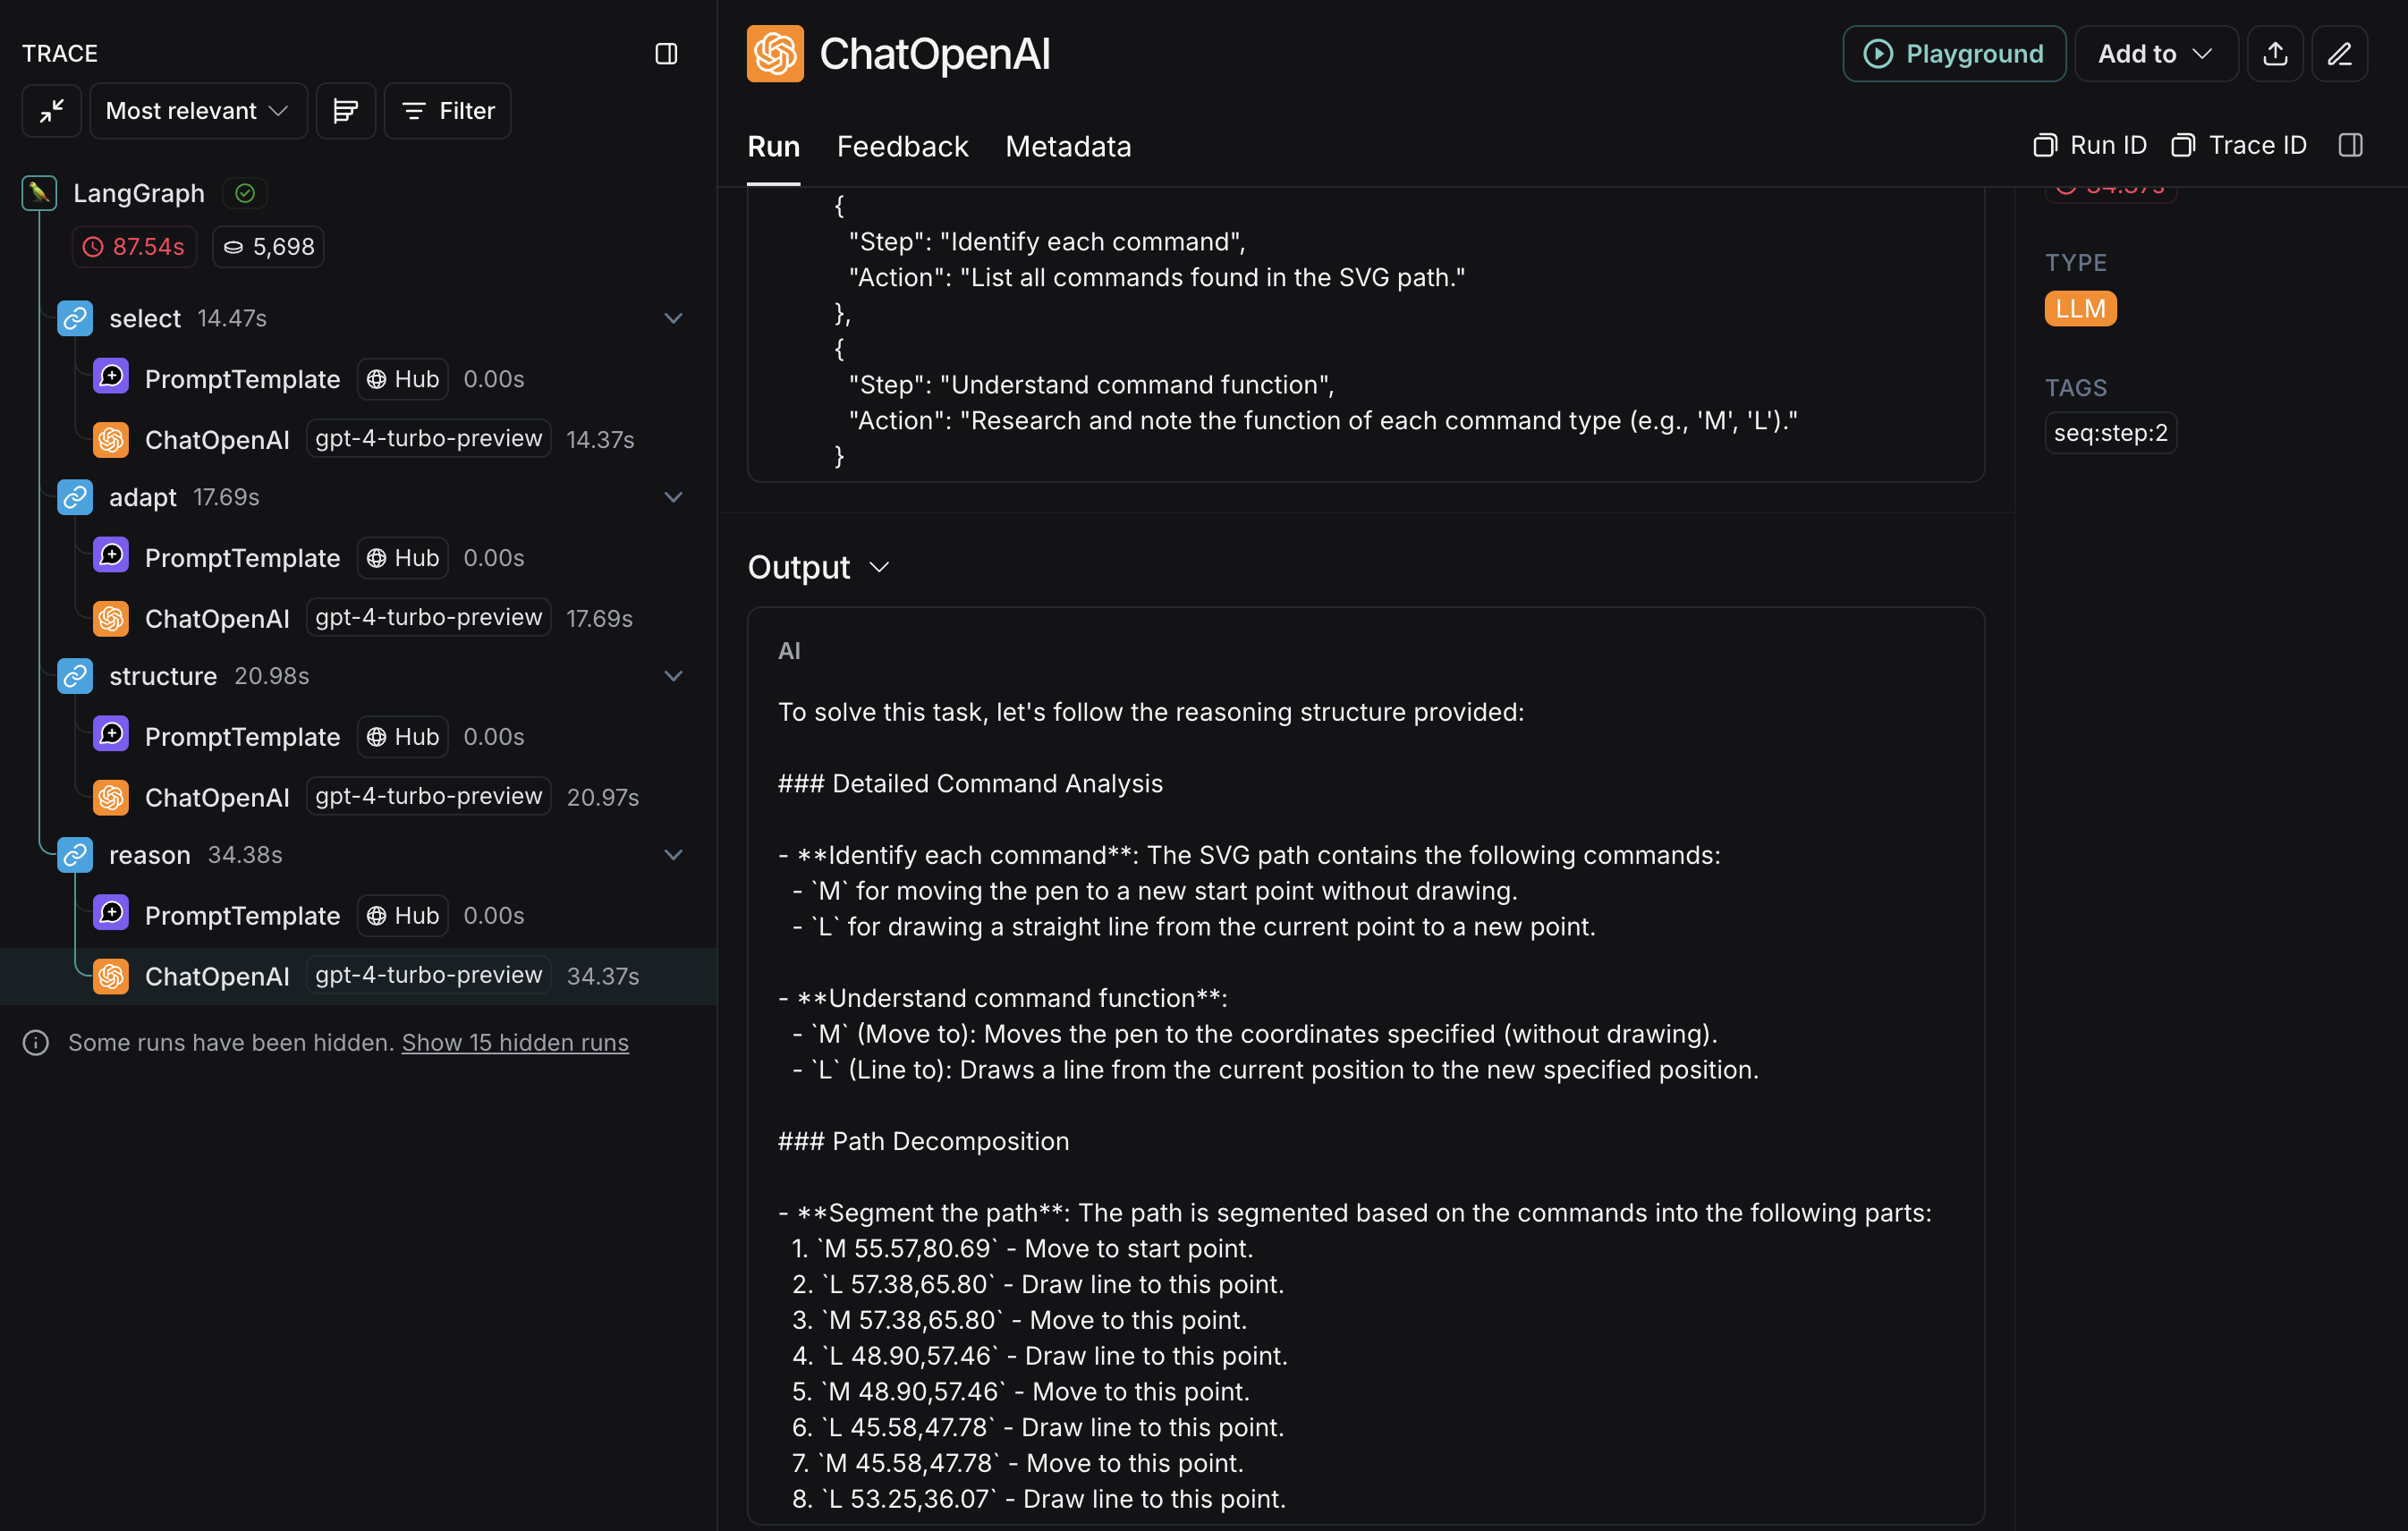 TRACE
Most relevant
Filter
LangGraph
87.54s
5,698
select 14.47s
PromptTemplate Hub 0.00s
ChatOpenAI gpt-4-turbo-preview 14.37s
adapt 17.69s
PromptTemplate Hub 0.00s
ChatOpenAI gpt-4-turbo-preview 17.69s
structure 20.98s
PromptTemplate Hub 0.00s
ChatOpenAI gpt-4-turbo-preview 20.97s
reason 34.38s
PromptTemplate Hub 0.00s
ChatOpenAI gpt-4-turbo-preview 34.37s
Some runs have been hidden. Show 15 hidden runs
ChatOpenAI
Playground
Add to
Run Feedback Metadata
Run ID Trace ID
{
"Step": "Identify each command",
"Action": "List all commands found in the SVG path."
},
{
"Step": "Understand command function",
"Action": "Research and note the function of each command type (e.g., 'M', 'L')."
}
Output
AI
To solve this task, let's follow the reasoning structure provided:
### Detailed Command Analysis
- **Identify each command**: The SVG path contains the following commands:
- `M` for moving the pen to a new start point without drawing.
- `L` for drawing a straight line from the current point to a new point.
- **Understand command function**:
- `M` (Move to): Moves the pen to the coordinates specified (without drawing).
- `L` (Line to): Draws a line from the current position to the new specified position.
### Path Decomposition
- **Segment the path**: The path is segmented based on the commands into the following parts:
1. `M 55.57,80.69` - Move to start point.
2. `L 57.38,65.80` - Draw line to this point.
3. `M 57.38,65.80` - Move to this point.
4. `L 48.90,57.46` - Draw line to this point.
5. `M 48.90,57.46` - Move to this point.
6. `L 45.58,47.78` - Draw line to this point.
7. `M 45.58,47.78` - Move to this point.
8. `L 53.25,36.07` - Draw line to this point.
34.37s
TYPE
LLM
TAGS
seq:step:2